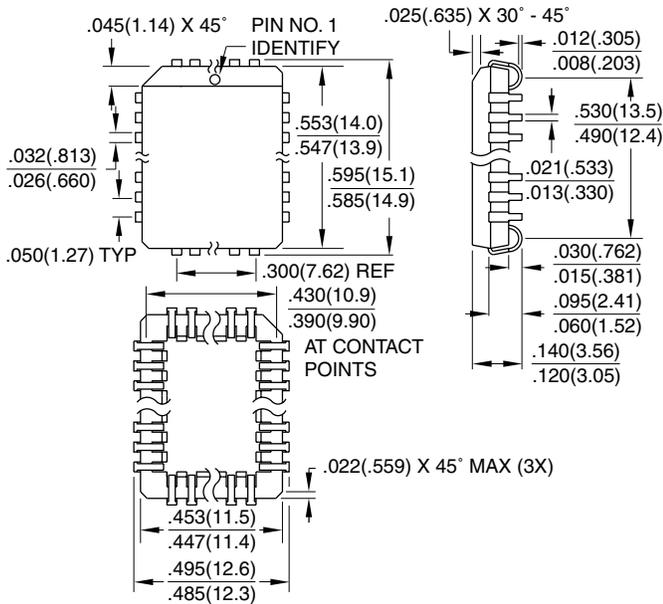 .045(1.14) X 45°
PIN NO. 1
IDENTIFY
.025(.635) X 30° - 45°
.012(.305)
.008(.203)
.553(14.0)
.547(13.9)
.530(13.5)
.490(12.4)
.032(.813)
.026(.660)
.595(15.1)
.585(14.9)
.021(.533)
.013(.330)
.050(1.27) TYP
.300(7.62) REF
.030(.762)
.015(.381)
.430(10.9)
.390(9.90)
AT CONTACT
POINTS
.095(2.41)
.060(1.52)
.140(3.56)
.120(3.05)
.022(.559) X 45° MAX (3X)
.453(11.5)
.447(11.4)
.495(12.6)
.485(12.3)